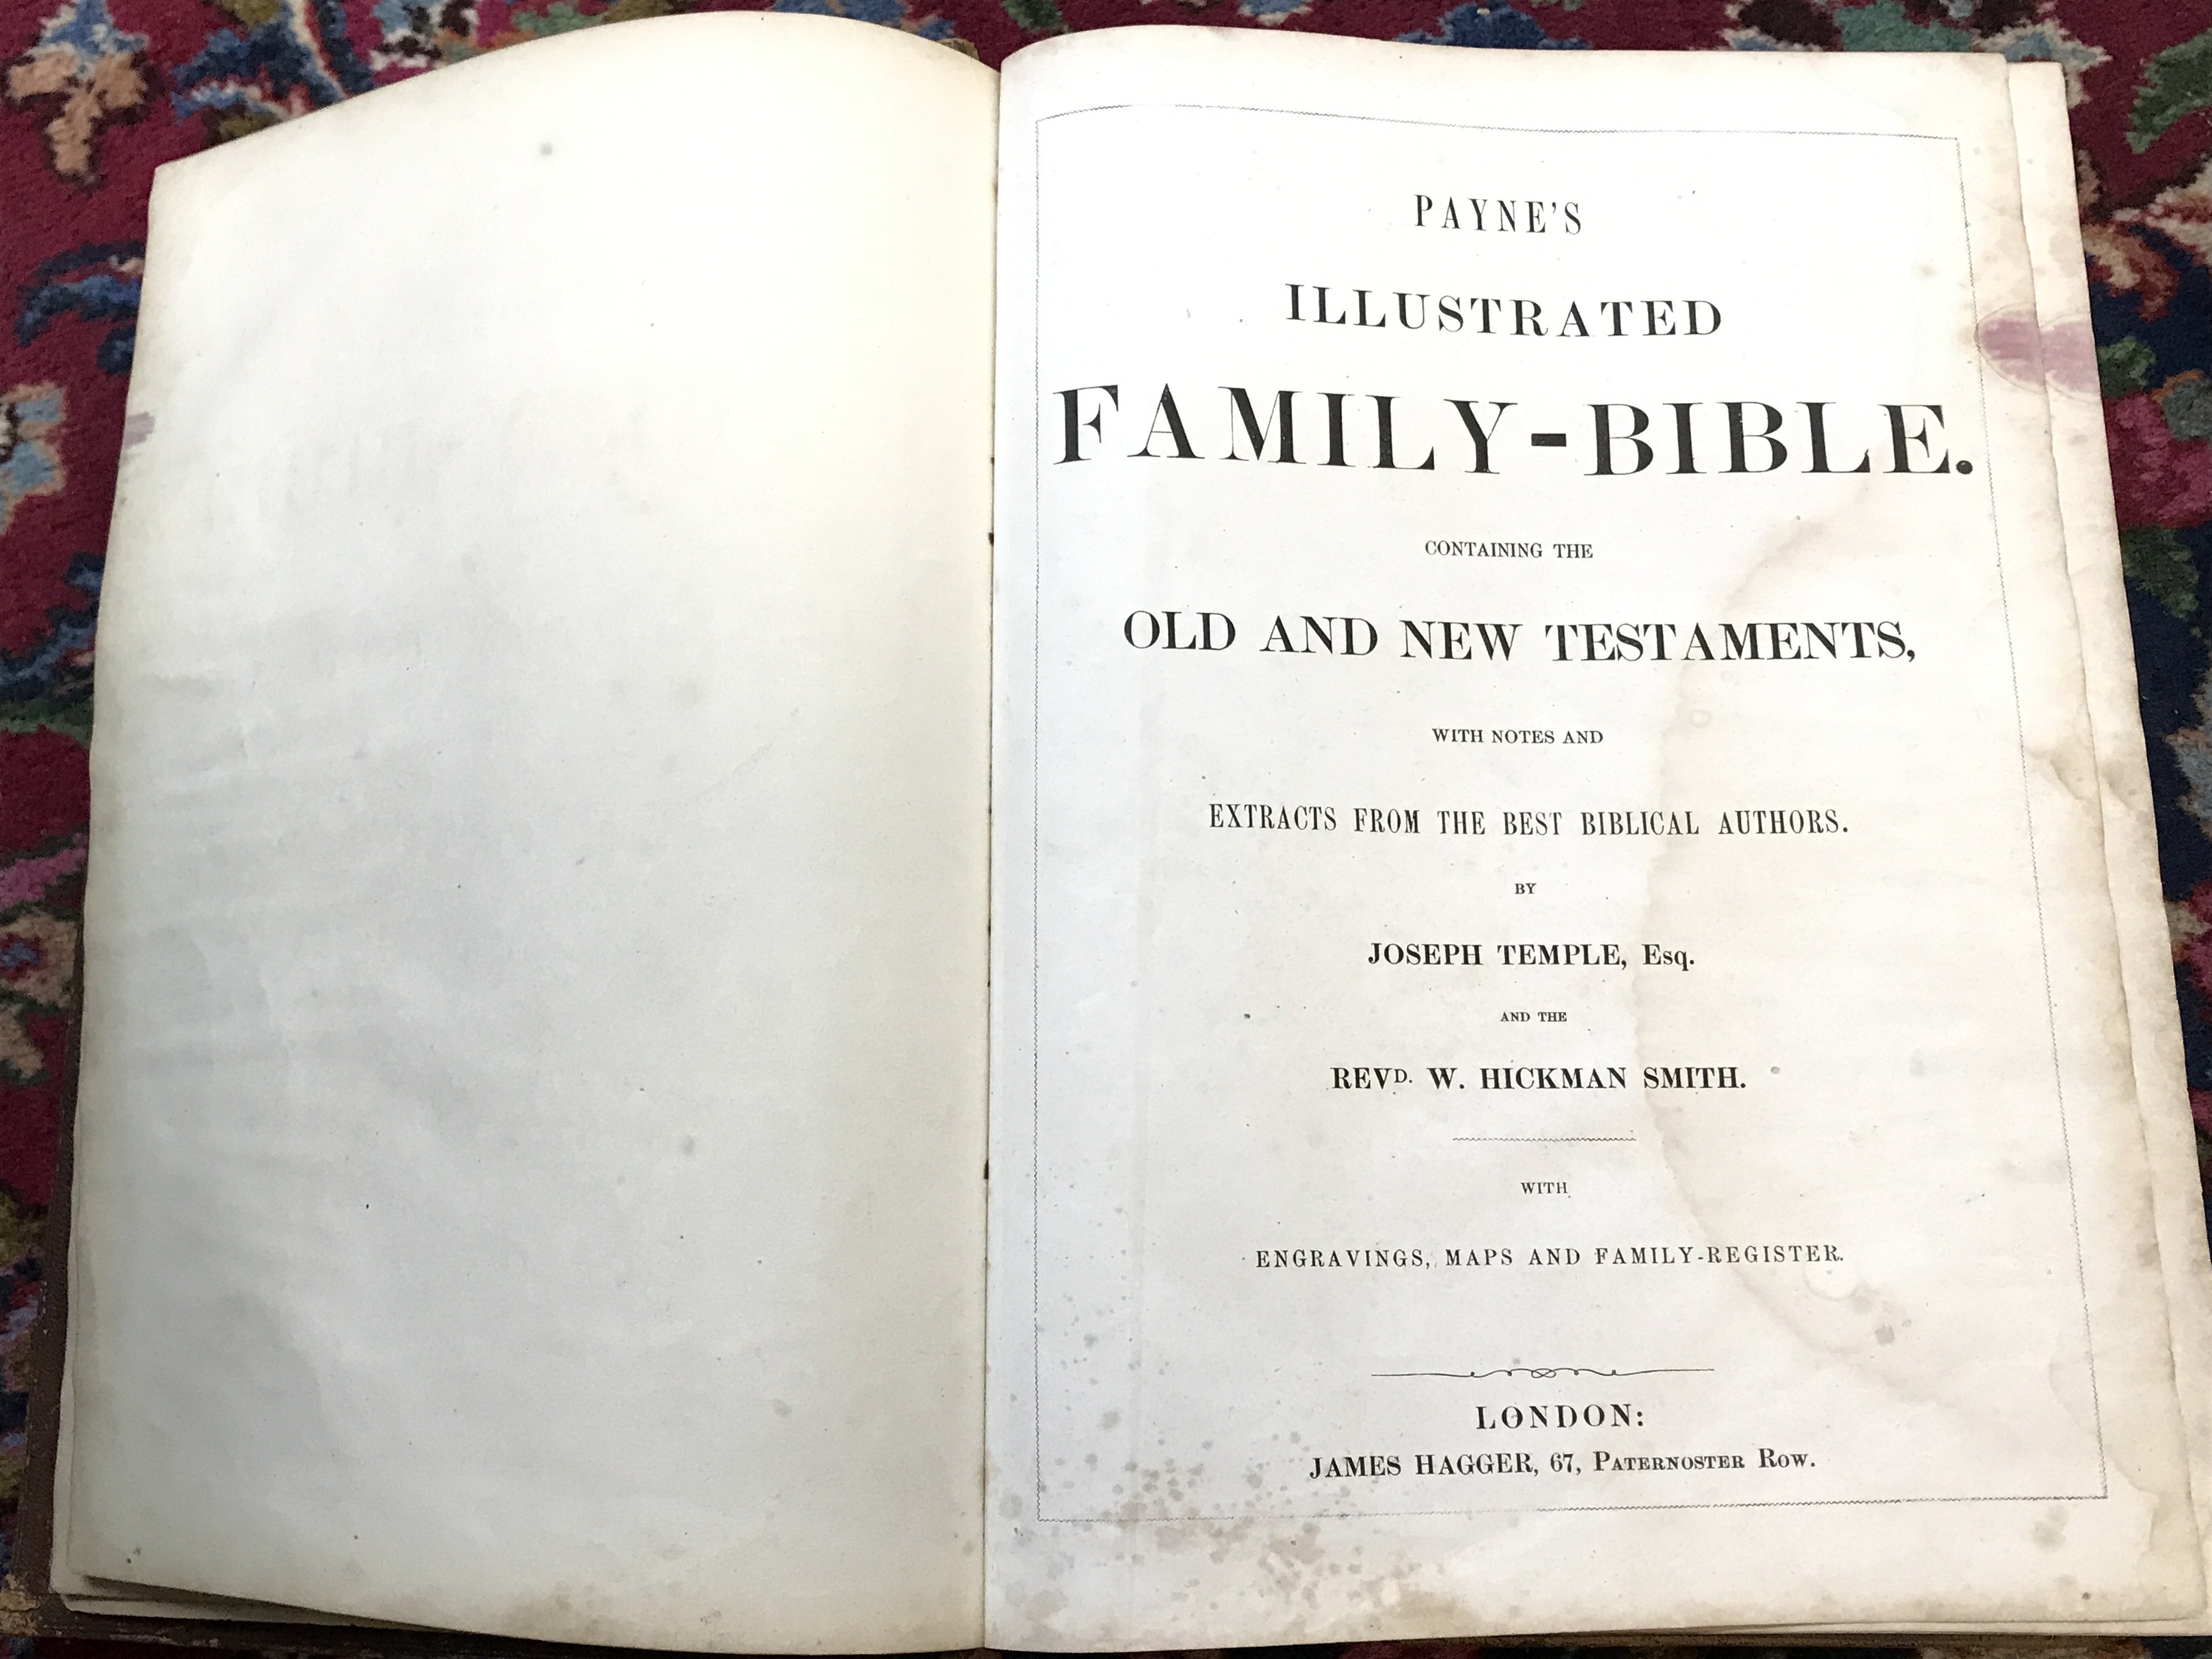 PAYNE'S
ILLUSTRATED
FAMILY-BIBLE.
CONTAINING THE
OLD AND NEW TESTAMENTS,
WITH NOTES AND
EXTRACTS FROM THE BEST BIBLICAL AUTHORS.
BY
JOSEPH TEMPLE, Esq.
AND THE
REVD. W. HICKMAN SMITH.
WITH
ENGRAVINGS, MAPS AND FAMILY-REGISTER.
LONDON:
JAMES HAGGER, 67, PATERNOSTER ROW.